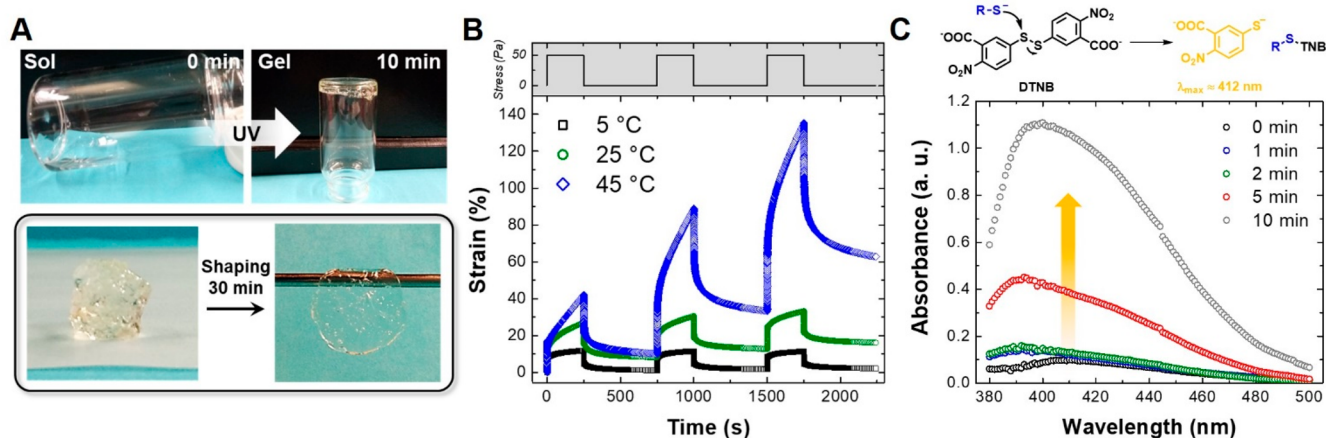 A
Sol
0 min
Gel
10 min
UV
Shaping
30 min
B
Stress (Pa)
50
0
5 °C
25 °C
45 °C
Strain (%)
140
120
100
80
60
40
20
0
0 500 1000 1500 2000
Time (s)
C
R-S⁻
-OOC
O₂N
S
S
NO₂
COO⁻
DTNB
-OOC
O₂N
S⁻
R-S-TNB
λmax = 412 nm
0 min
1 min
2 min
5 min
10 min
Absorbance (a. u.)
1.2
1.0
0.8
0.6
0.4
0.2
0.0
380 400 420 440 460 480 500
Wavelength (nm)